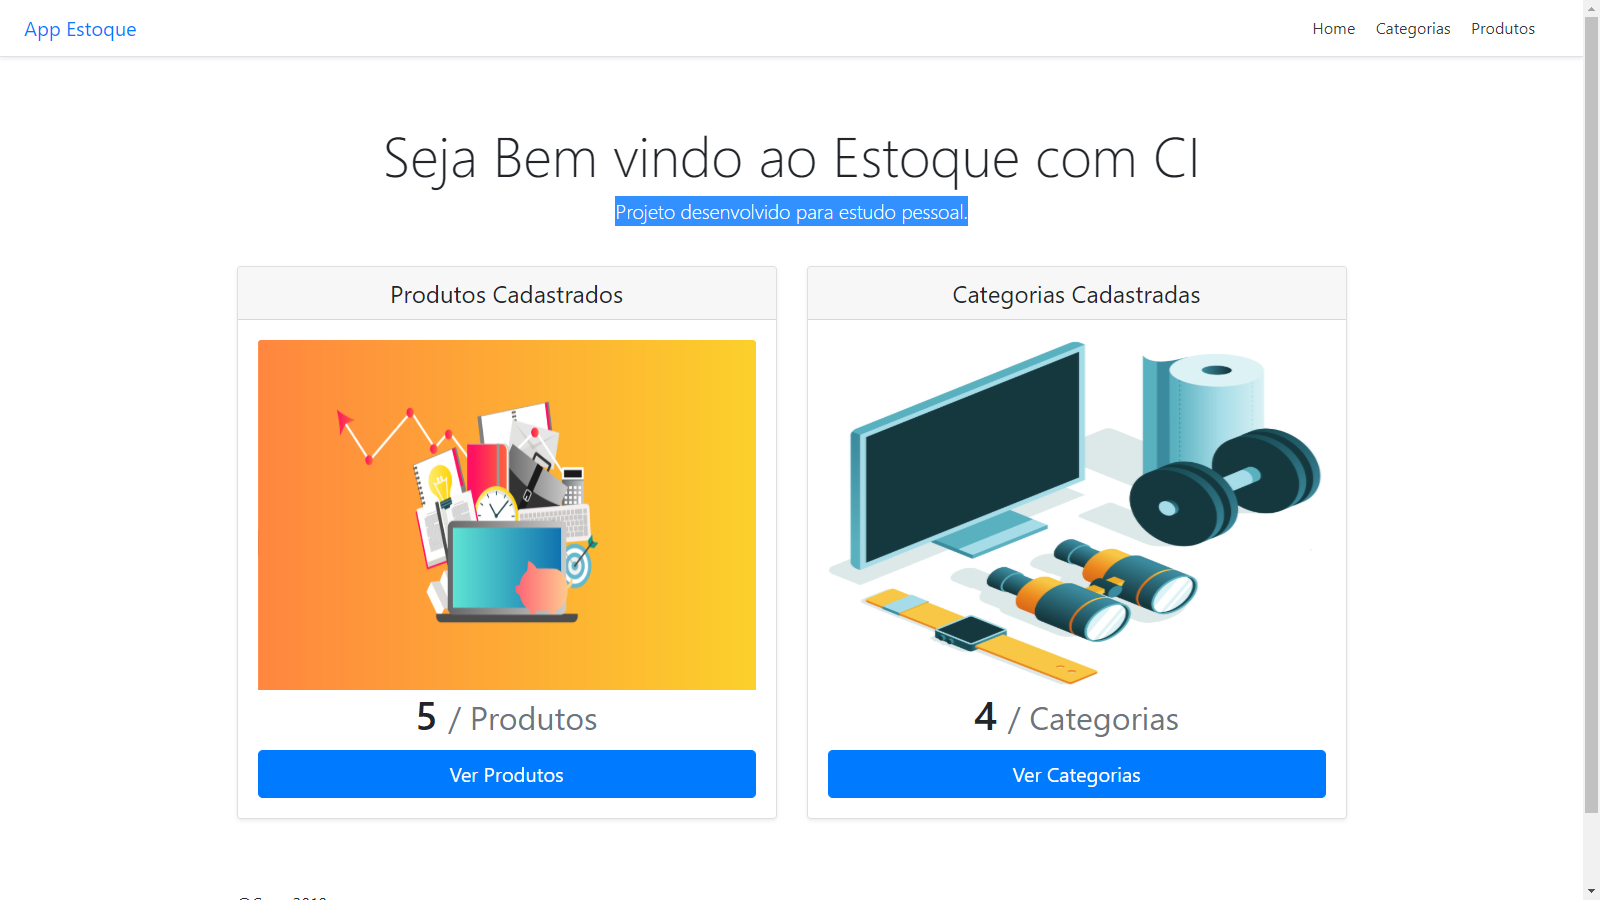 App Estoque
Home Categorias Produtos
Seja Bem vindo ao Estoque com CI
Projeto desenvolvido para estudo pessoal.
Produtos Cadastrados
5 / Produtos
Ver Produtos
Categorias Cadastradas
4 / Categorias
Ver Categorias